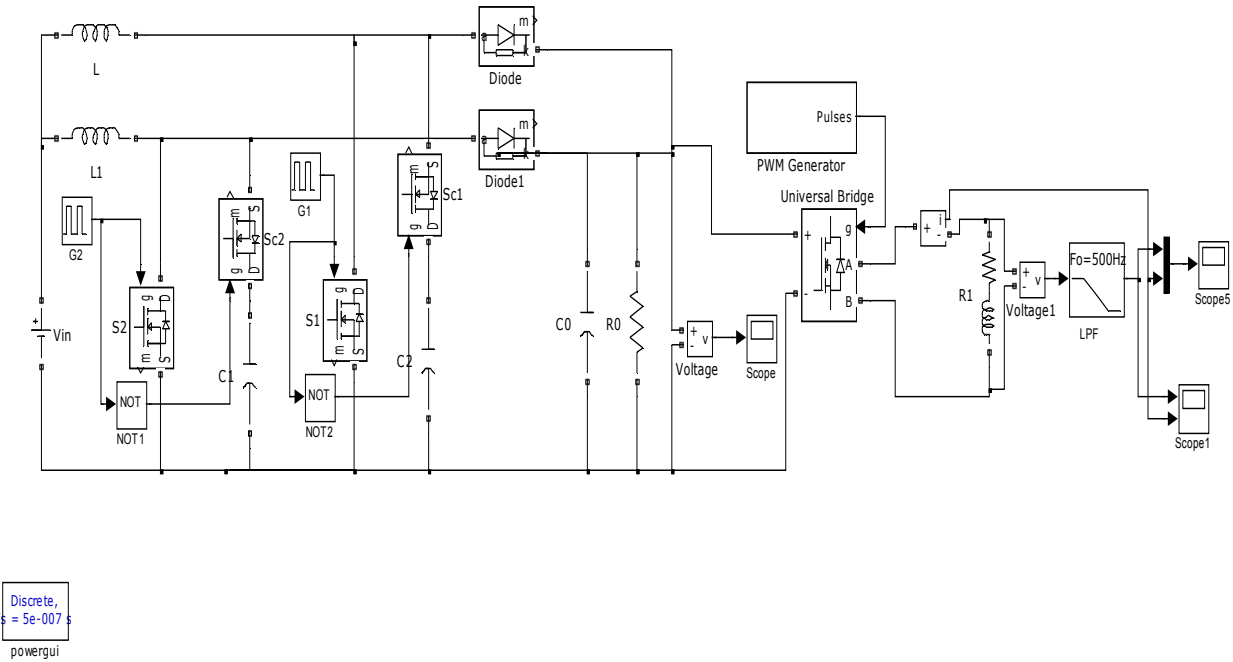 m
a
k
Diode
L
m
a
k
Diode1
L1
Pulses
PWM Generator
Universal Bridge
g
A
B
+
-
G2
G1
m
S
g
D
Sc2
m
S
g
D
Sc1
g
D
m
S
S2
g
D
m
S
S1
+
Vin
C1
C2
NOT
NOT1
NOT
NOT2
C0
R0
+
-
v
Voltage
Scope
+
i
-
R1
+
-
v
Voltage1
Fo=500Hz
LPF
Scope5
Scope1
Discrete,
s = 5e-007 s
powergui